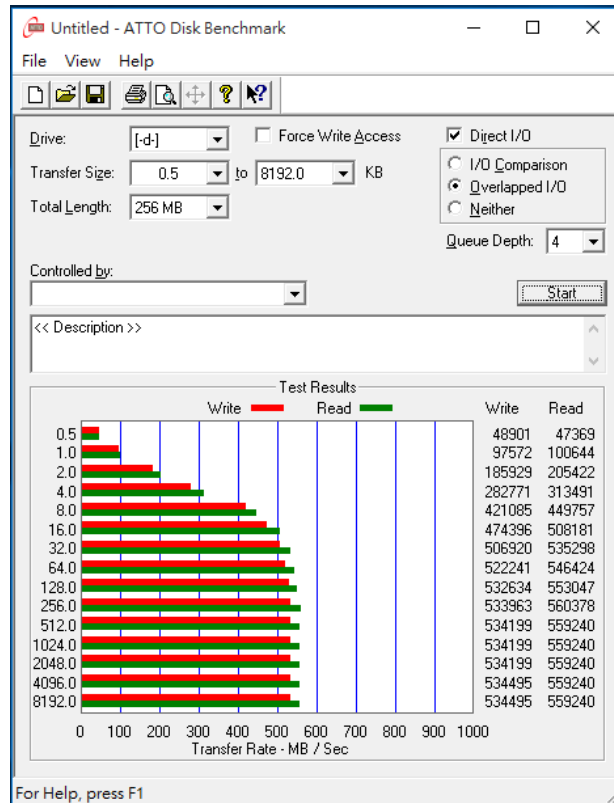 Untitled - ATTO Disk Benchmark
File View Help
Drive: [-d-] Force Write Access Direct I/O
Transfer Size: 0.5 to 8192.0 KB I/O Comparison
Overlapped I/O
Total Length: 256 MB Neither
Queue Depth: 4
Controlled by:
Start
<< Description >>
Test Results
Write Read Write Read
0.5 48901 47369
1.0 97572 100644
2.0 185929 205422
4.0 282771 313491
8.0 421085 449757
16.0 474396 508181
32.0 506920 535298
64.0 522241 546424
128.0 532634 553047
256.0 533963 560378
512.0 534199 559240
1024.0 534199 559240
2048.0 534199 559240
4096.0 534495 559240
8192.0 534495 559240
0 100 200 300 400 500 600 700 800 900 1000
Transfer Rate - MB / Sec
For Help, press F1